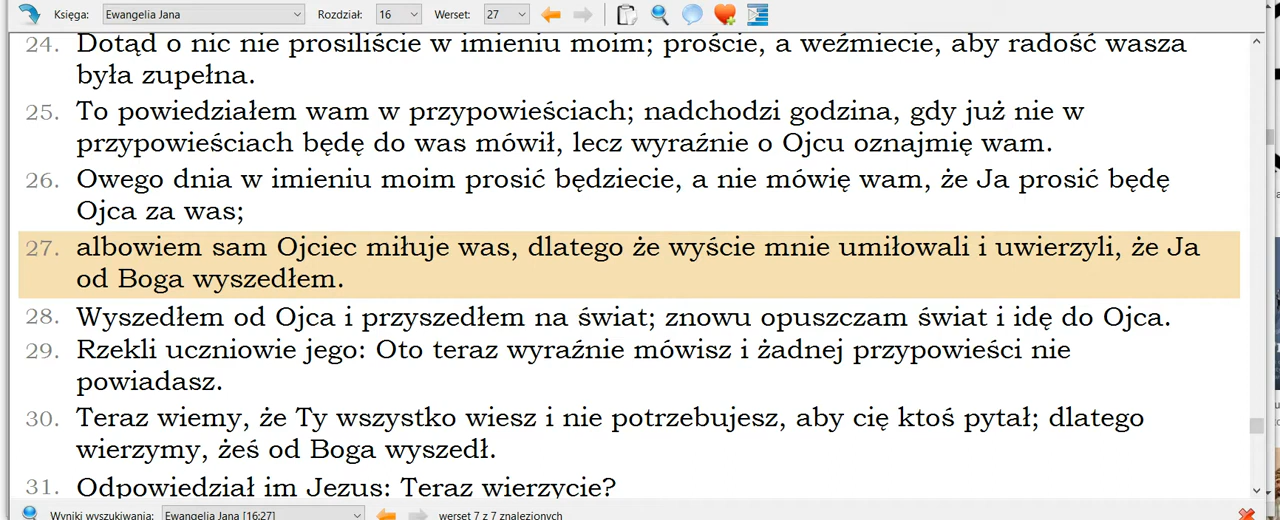 Księga: Ewangelia Jana Rozdział: 16 Werset: 27
24. Dotąd o nic nie prosiliście w imieniu moim; proście, a weźmiecie, aby radość wasza
była zupełna.
25. To powiedziałem wam w przypowieściach; nadchodzi godzina, gdy już nie w
przypowieściach będę do was mówił, lecz wyraźnie o Ojcu oznajmię wam.
26. Owego dnia w imieniu moim prosić będziecie, a nie mówię wam, że Ja prosić będę
Ojca za was;
27. albowiem sam Ojciec miłuje was, dlatego że wyście mnie umiłowali i uwierzyli, że Ja
od Boga wyszedłem.
28. Wyszedłem od Ojca i przyszedłem na świat; znowu opuszczam świat i idę do Ojca.
29. Rzekli uczniowie jego: Oto teraz wyraźnie mówisz i żadnej przypowieści nie
powiadasz.
30. Teraz wiemy, że Ty wszystko wiesz i nie potrzebujesz, aby cię ktoś pytał; dlatego
wierzymy, żeś od Boga wyszedł.
31. Odpowiedział im Jezus: Teraz wierzycie?
Wyniki wyszukiwania: Ewangelia Jana [16:27] werset 7 z 7 znalezionych